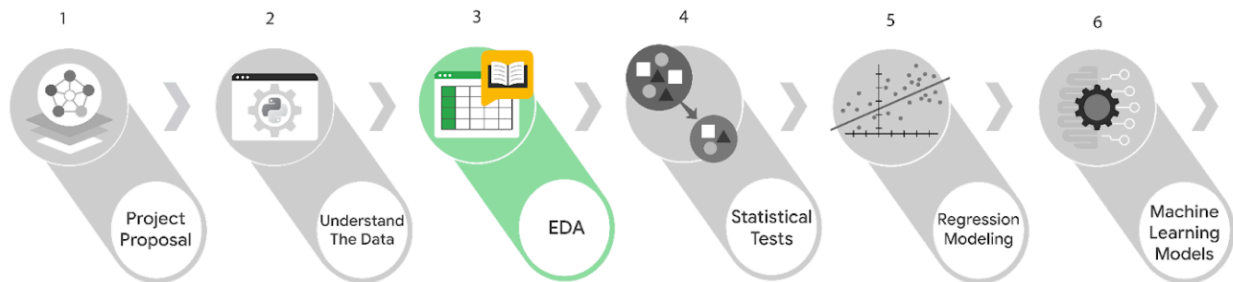 1
2
3
4
5
6
Project
Proposal
Understand
The Data
EDA
Statistical
Tests
Regression
Modeling
Machine
Learning
Models